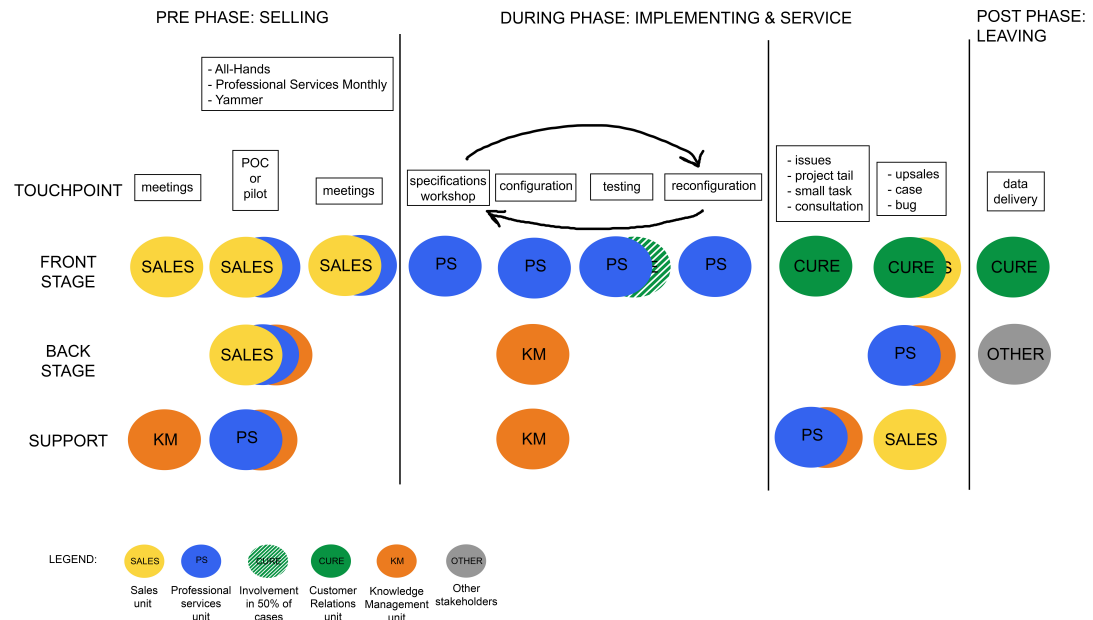 PRE PHASE: SELLING
DURING PHASE: IMPLEMENTING & SERVICE
POST PHASE:
LEAVING
- All-Hands
- Professional Services Monthly
- Yammer
TOUCHPOINT
meetings
POC
or
pilot
meetings
specifications
workshop
configuration
testing
reconfiguration
- issues
- project tail
- small task
- consultation
- upsales
- case
- bug
data
delivery
FRONT
STAGE
SALES
SALES
SALES
PS
PS
PS
PS
CURE
CURE
S
CURE
BACK
STAGE
SALES
KM
PS
OTHER
SUPPORT
KM
PS
KM
PS
SALES
LEGEND:
SALES
PS
CURE
CURE
KM
OTHER
Sales
unit
Professional
services
unit
Involvement
in 50% of
cases
Customer
Relations
unit
Knowledge
Management
unit
Other
stakeholders